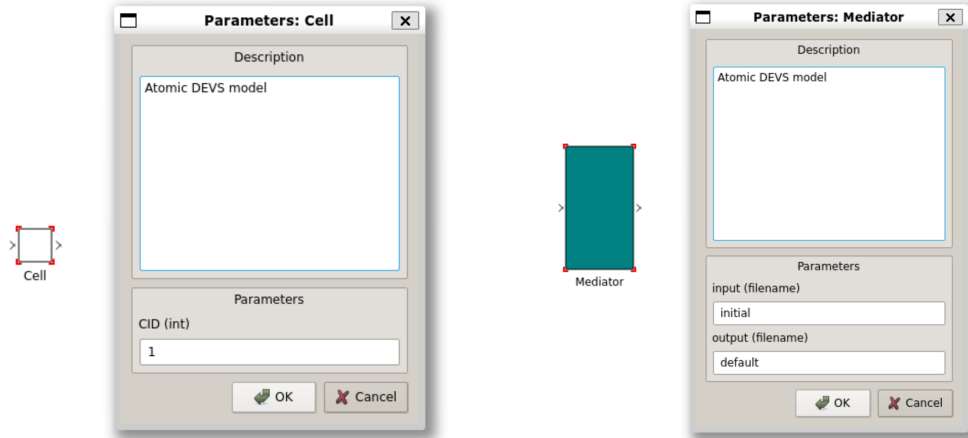 Parameters: Cell
Description
Atomic DEVS model
Cell
Parameters
CID (int)
1
OK
Cancel
Parameters: Mediator
Description
Atomic DEVS model
Mediator
Parameters
input (filename)
initial
output (filename)
default
OK
Cancel